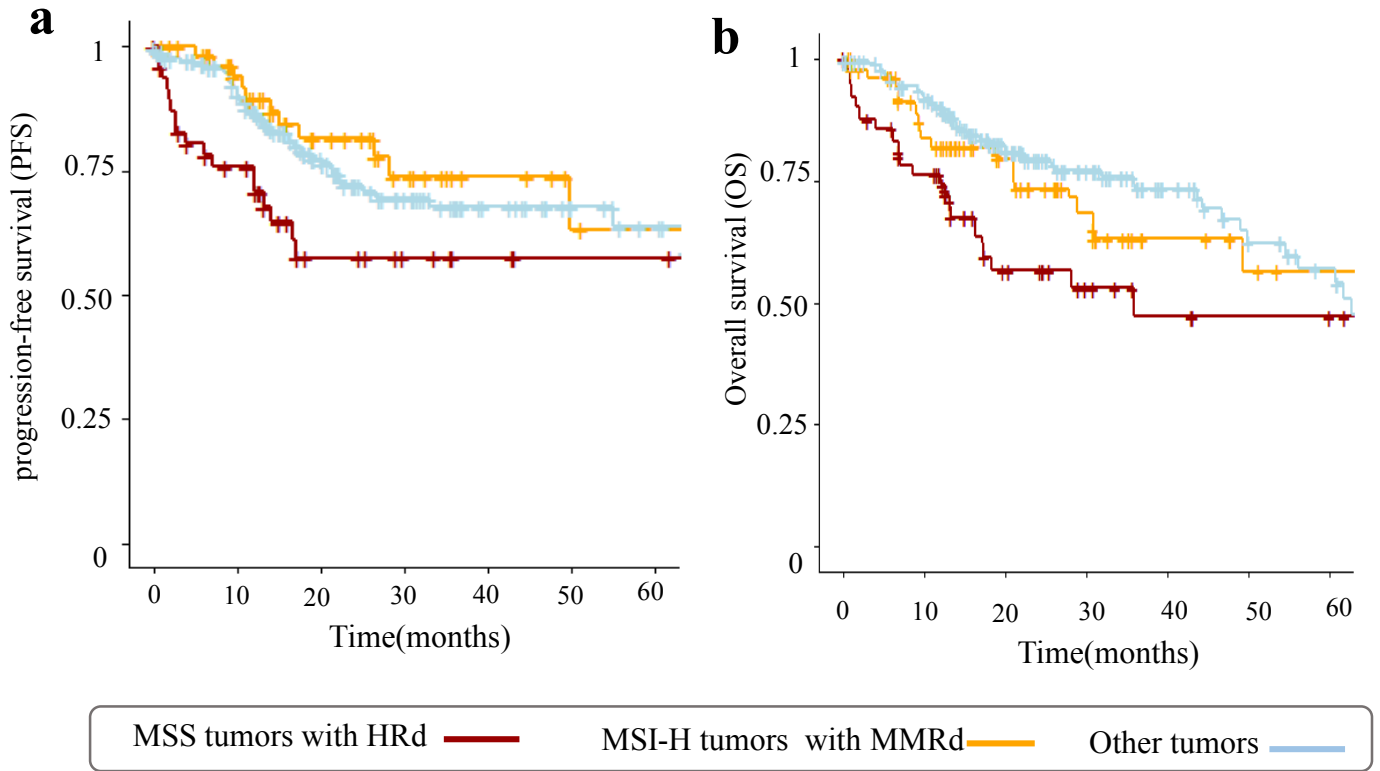 a
progression-free survival (PFS)
1
0.75
0.50
0.25
0
0 10 20 30 40 50 60
Time(months)
b
Overall survival (OS)
1
0.75
0.50
0.25
0
0 10 20 30 40 50 60
Time(months)
MSS tumors with HRd MSI-H tumors with MMRd Other tumors